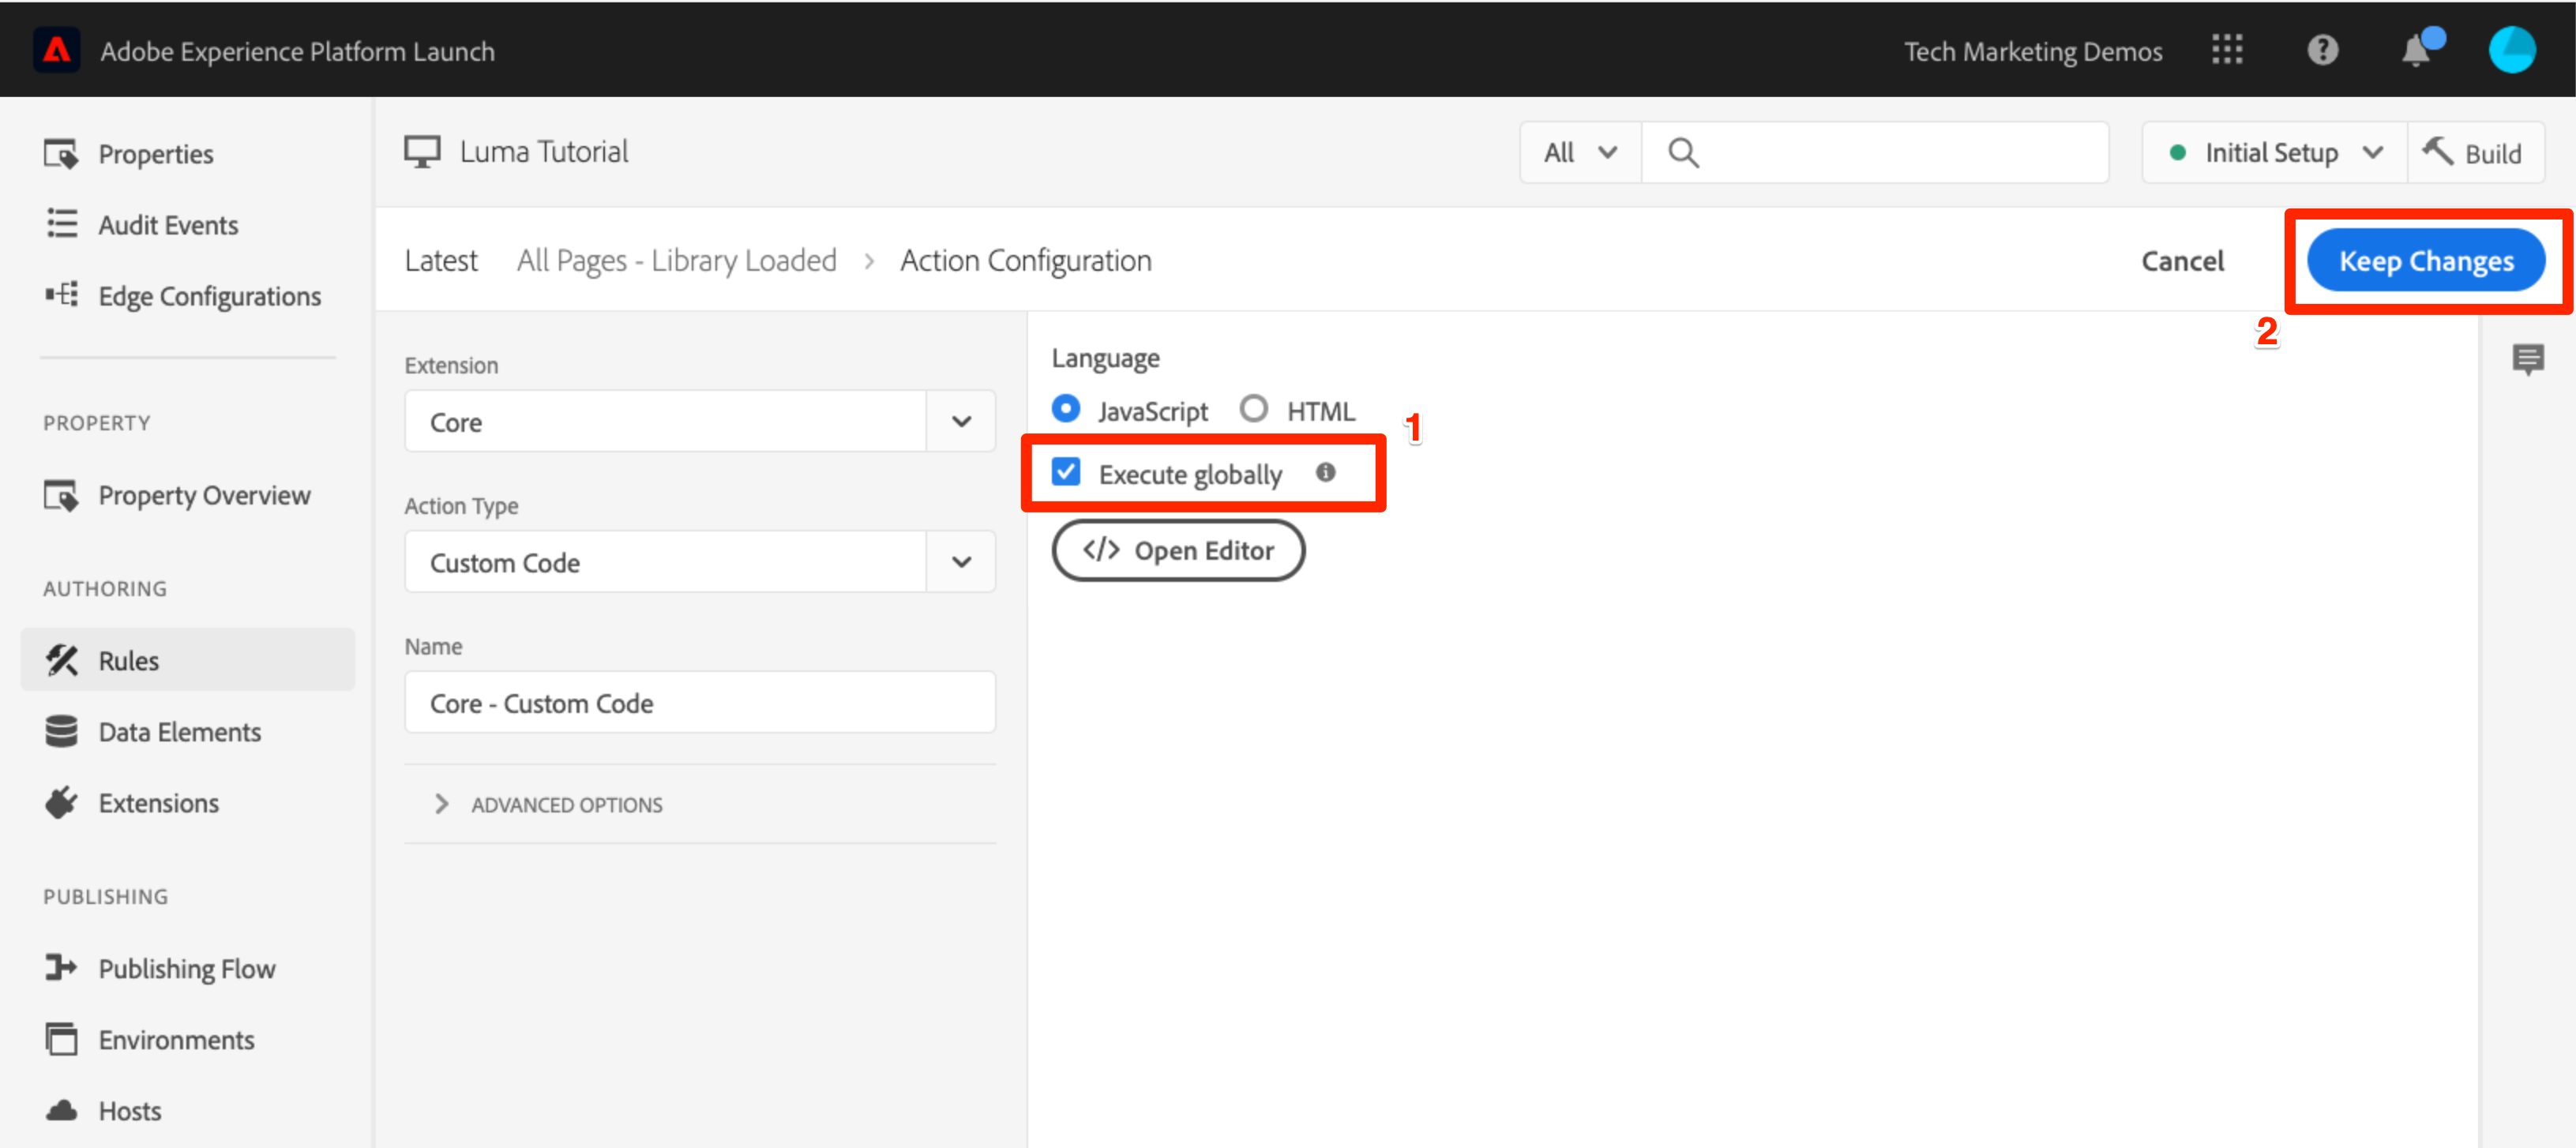 Adobe Experience Platform Launch
Tech Marketing Demos
Properties
Audit Events
Edge Configurations
PROPERTY
Property Overview
AUTHORING
Rules
Data Elements
Extensions
PUBLISHING
Publishing Flow
Environments
Hosts
Luma Tutorial
All
Initial Setup
Build
Latest All Pages - Library Loaded > Action Configuration
Cancel
Keep Changes
2
Extension
Core
Action Type
Custom Code
Name
Core - Custom Code
ADVANCED OPTIONS
Language
JavaScript HTML
1
Execute globally
</> Open Editor